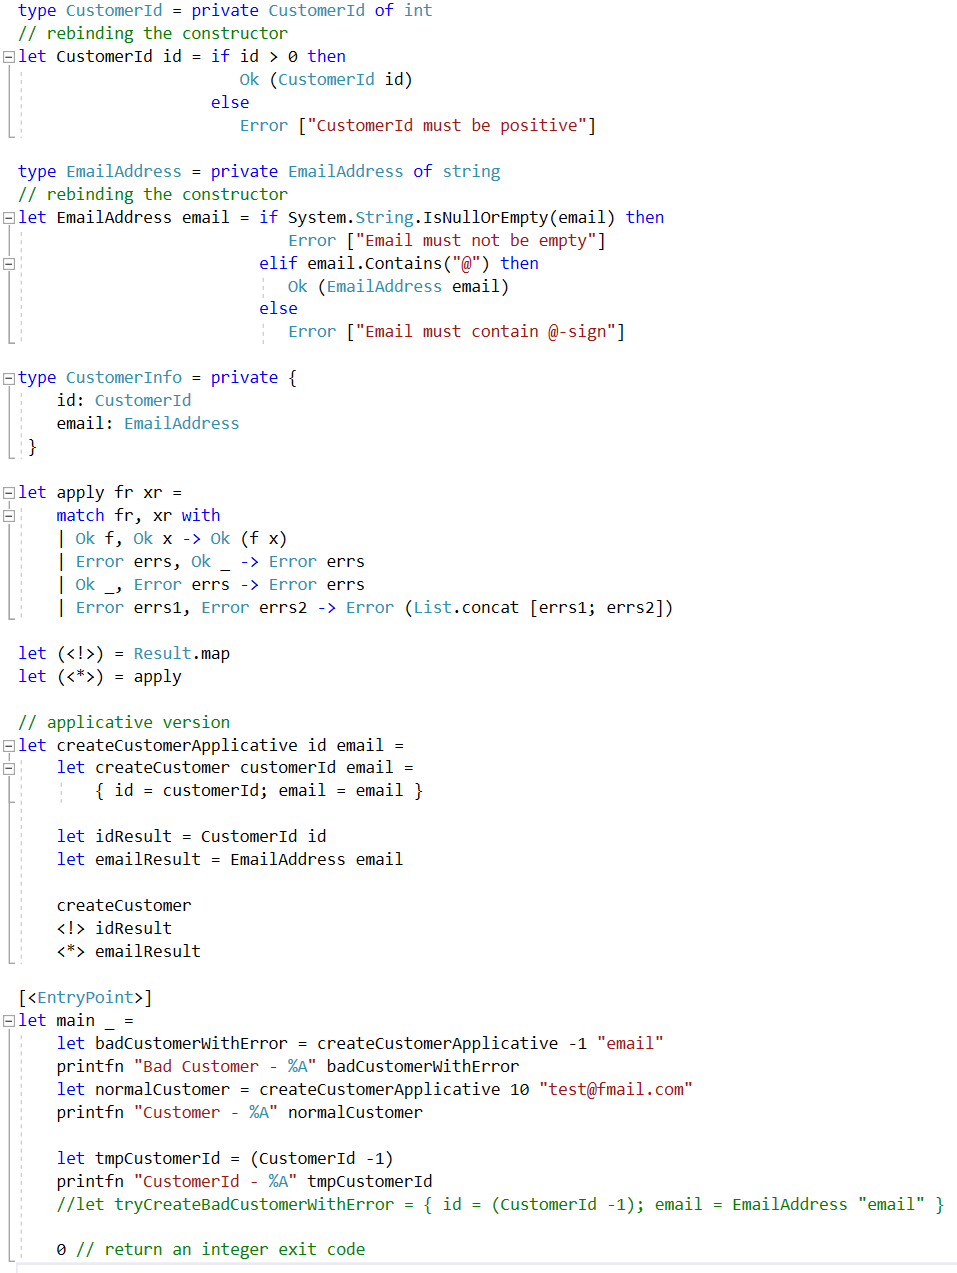 type CustomerId = private CustomerId of int
// rebinding the constructor
let CustomerId id = if id > 0 then
                       Ok (CustomerId id)
                    else
                       Error ["CustomerId must be positive"]

type EmailAddress = private EmailAddress of string
// rebinding the constructor
let EmailAddress email = if System.String.IsNullOrEmpty(email) then
                            Error ["Email must not be empty"]
                         elif email.Contains("@") then
                            Ok (EmailAddress email)
                         else
                            Error ["Email must contain @-sign"]

type CustomerInfo = private {
    id: CustomerId
    email: EmailAddress
 }

let apply fr xr =
    match fr, xr with
    | Ok f, Ok x -> Ok (f x)
    | Error errs, Ok _ -> Error errs
    | Ok _, Error errs -> Error errs
    | Error errs1, Error errs2 -> Error (List.concat [errs1; errs2])

let (<!>) = Result.map
let (<*>) = apply

// applicative version
let createCustomerApplicative id email =
    let createCustomer customerId email =
        { id = customerId; email = email }

    let idResult = CustomerId id
    let emailResult = EmailAddress email

    createCustomer
    <!> idResult
    <*> emailResult

[<EntryPoint>]
let main _ =
    let badCustomerWithError = createCustomerApplicative -1 "email"
    printfn "Bad Customer - %A" badCustomerWithError
    let normalCustomer = createCustomerApplicative 10 "test@fmail.com"
    printfn "Customer - %A" normalCustomer

    let tmpCustomerId = (CustomerId -1)
    printfn "CustomerId - %A" tmpCustomerId
    //let tryCreateBadCustomerWithError = { id = (CustomerId -1); email = EmailAddress "email" }

    0 // return an integer exit code